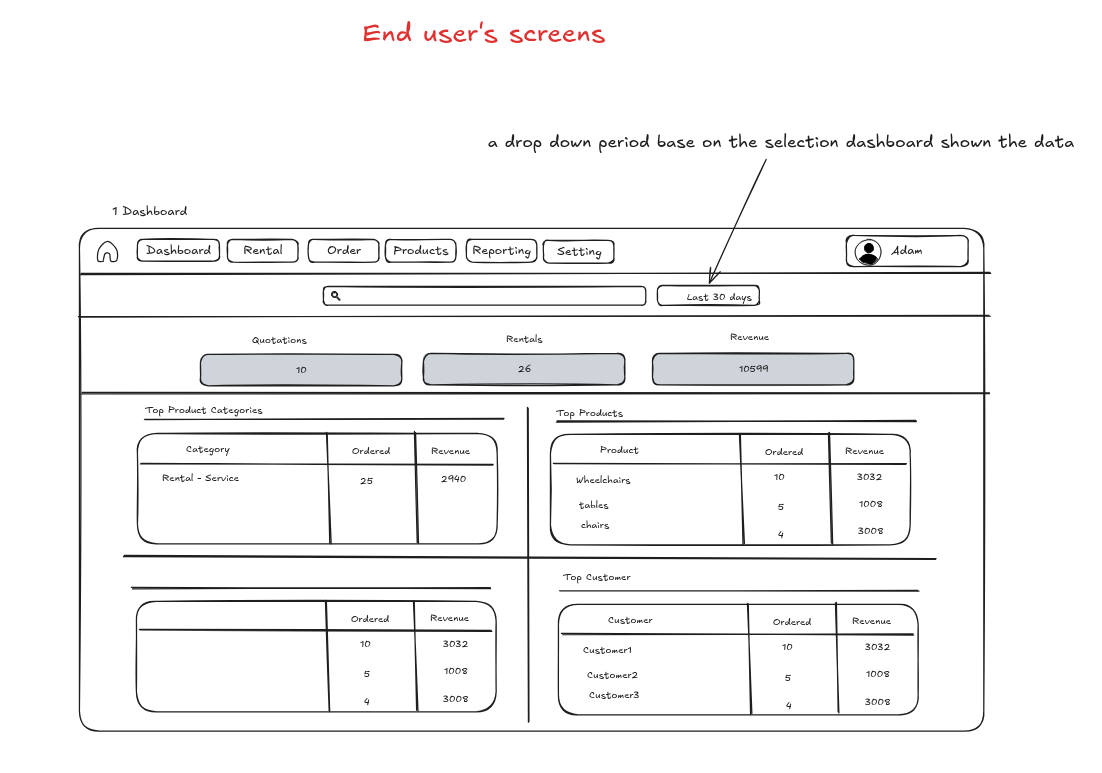 End user's screens
a drop down period base on the selection dashboard shown the data
1 Dashboard
Dashboard Rental Order Products Reporting Setting Adam
Last 30 days
Quotations Rentals Revenue
10 26 10599
Top Product Categories
Category Ordered Revenue
Rental - Service 25 2940
Top Products
Product Ordered Revenue
Wheelchairs 10 3032
tables 5 1008
chairs 4 3008
Ordered Revenue
10 3032
5 1008
4 3008
Top Customer
Customer Ordered Revenue
Customer1 10 3032
Customer2 5 1008
Customer3 4 3008